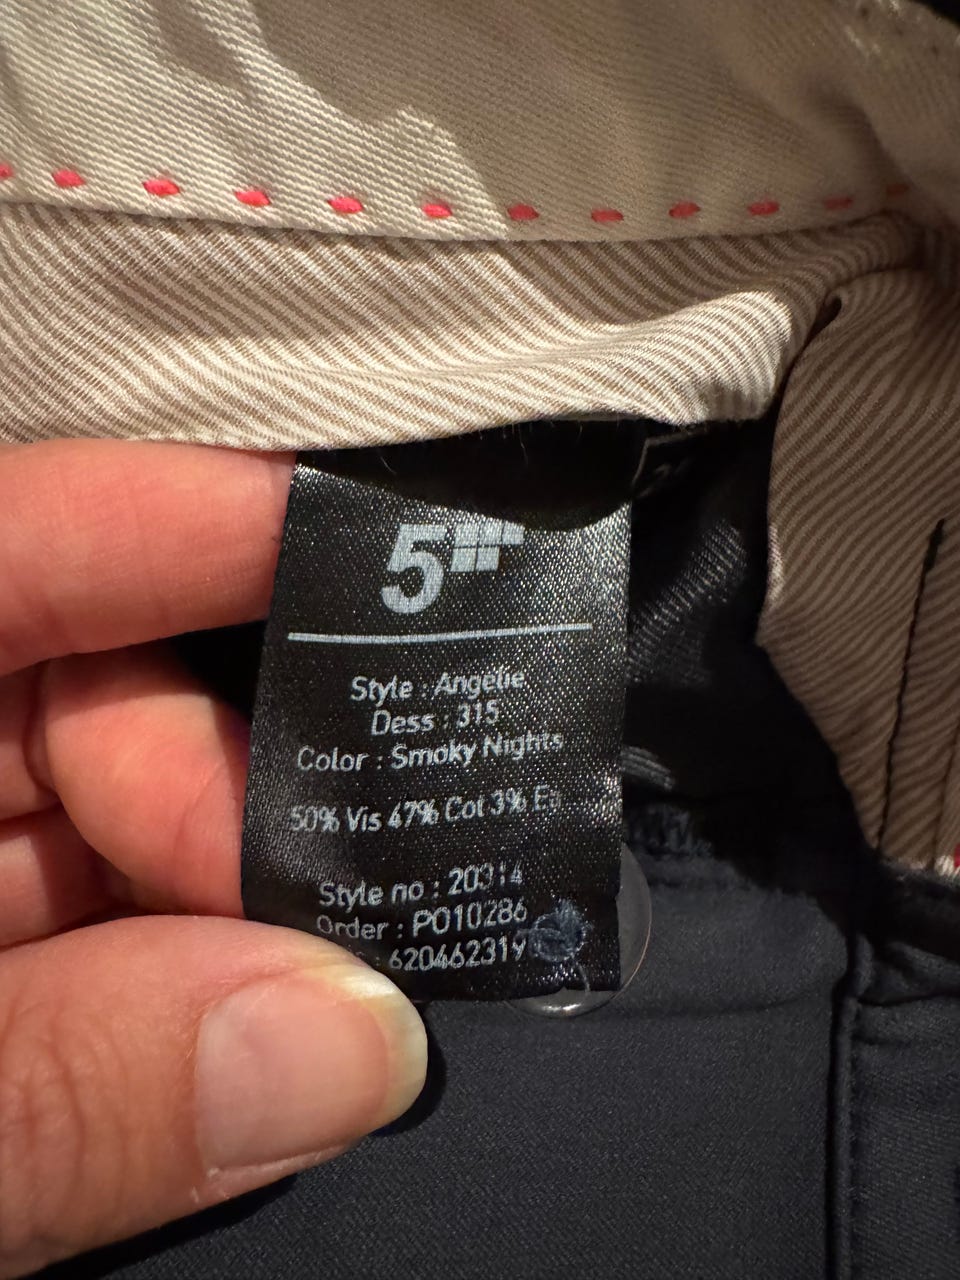 5
Style : Angelie
Dess : 315
Color : Smoky Nights
50% Vis 47% Cot 3% Ea
Style no : 20314
Order : PO10286
: 620462319